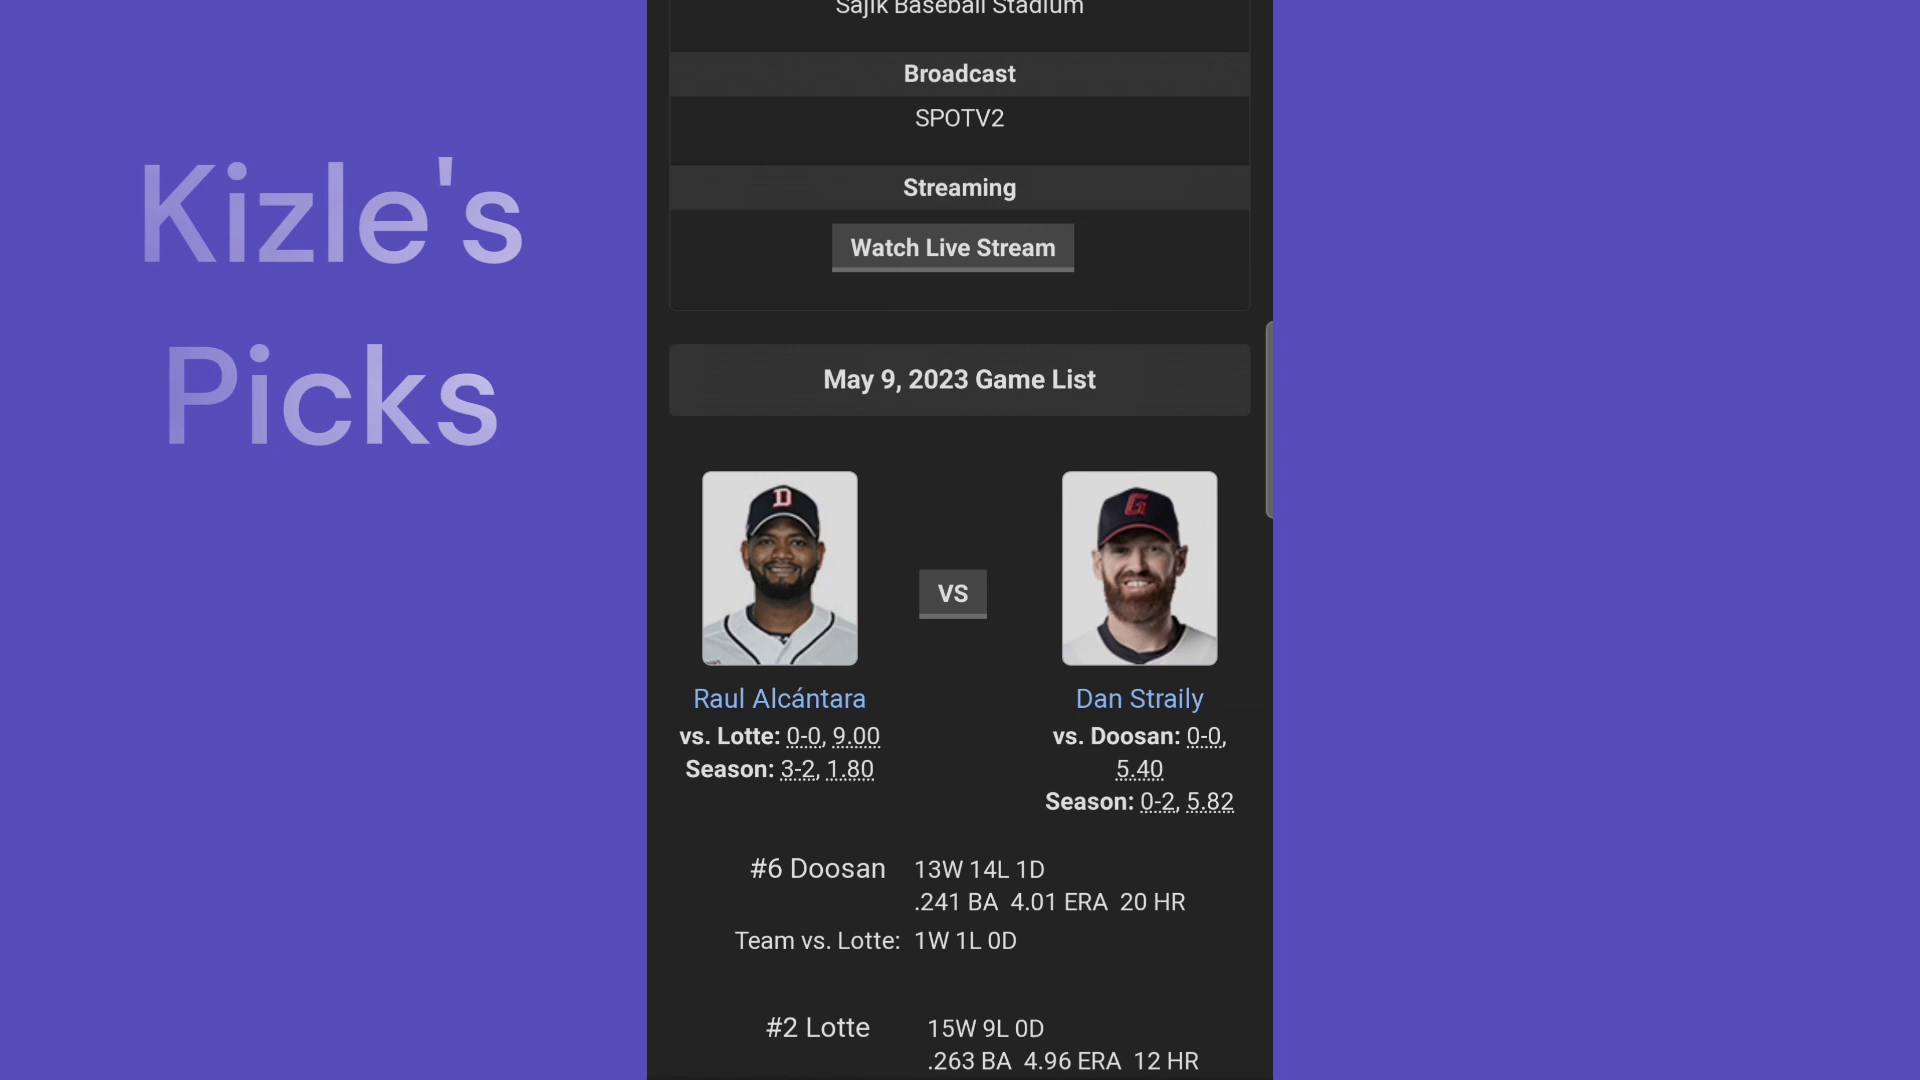 Kizle's
Picks
Sajik Baseball Stadium
Broadcast
SPOTV2
Streaming
Watch Live Stream
May 9, 2023 Game List
D
G
VS
Raul Alcántara
vs. Lotte: 0-0, 9.00
Season: 3-2, 1.80
Dan Straily
vs. Doosan: 0-0,
5.40
Season: 0-2, 5.82
#6 Doosan 13W 14L 1D
.241 BA 4.01 ERA 20 HR
Team vs. Lotte: 1W 1L 0D
#2 Lotte 15W 9L 0D
.263 BA 4.96 ERA 12 HR